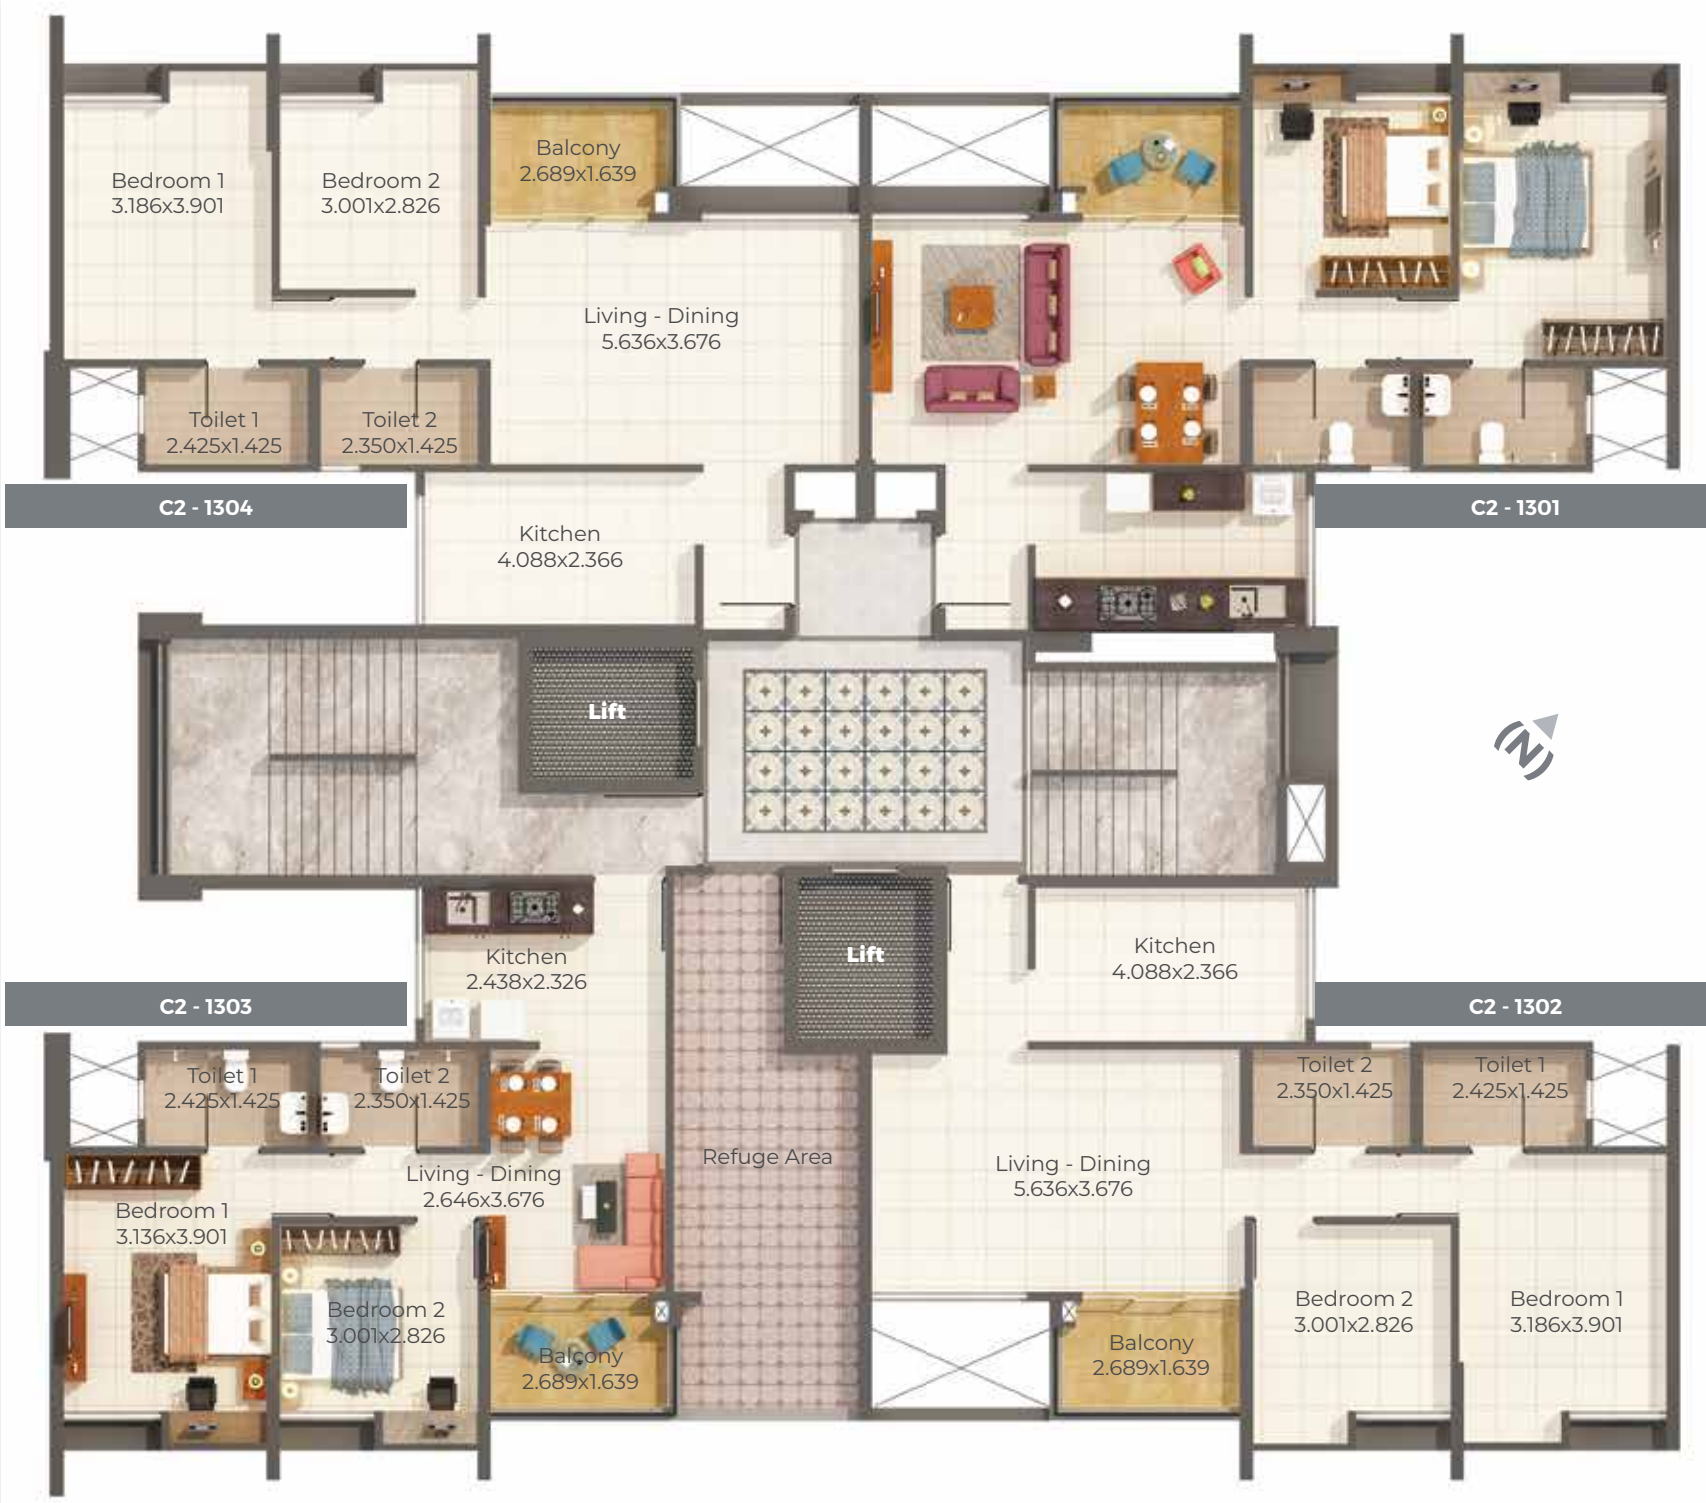 Bedroom 1
3.186x3.901
Bedroom 2
3.001x2.826
Balcony
2.689x1.639
Living - Dining
5.636x3.676
Toilet 1
2.425x1.425
Toilet 2
2.350x1.425
C2 - 1304
C2 - 1301
Kitchen
4.088x2.366
Lift
(N)
Lift
Kitchen
2.438x2.326
Kitchen
4.088x2.366
C2 - 1303
C2 - 1302
Toilet 1
2.425x1.425
Toilet 2
2.350x1.425
Toilet 2
2.350x1.425
Toilet 1
2.425x1.425
Refuge Area
Living - Dining
2.646x3.676
Living - Dining
5.636x3.676
Bedroom 1
3.136x3.901
Bedroom 2
3.001x2.826
Bedroom 2
3.001x2.826
Bedroom 1
3.186x3.901
Balcony
2.689x1.639
Balcony
2.689x1.639